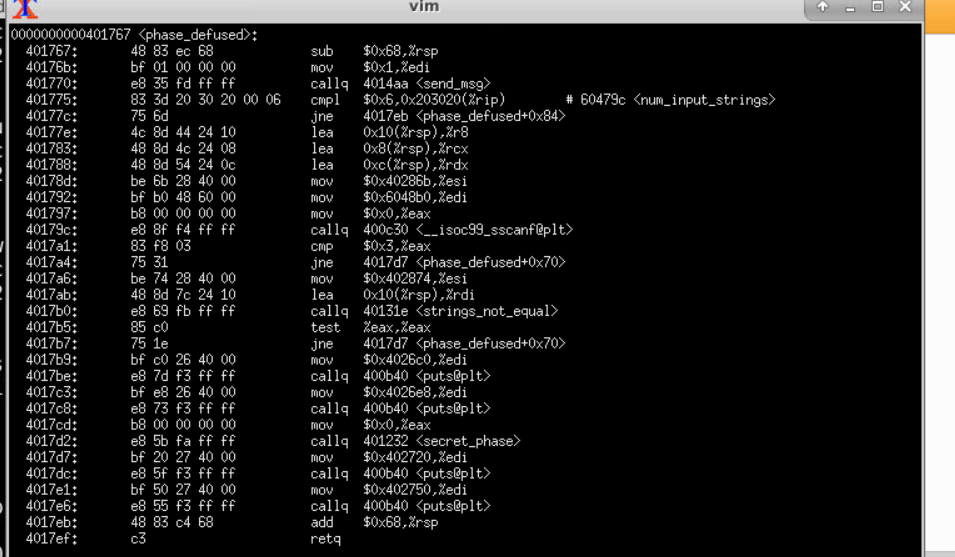 vim
0000000000401767 <phase_defused>:
401767: 48 83 ec 68 sub $0x68,%rsp
40176b: bf 01 00 00 00 mov $0x1,%edi
401770: e8 35 fd ff ff callq 4014aa <send_msg>
401775: 83 3d 20 30 20 00 06 cmpl $0x6,0x203020(%rip) # 60479c <num_input_strings>
40177c: 75 6d jne 4017eb <phase_defused+0x84>
40177e: 4c 8d 44 24 10 lea 0x10(%rsp),%r8
401783: 48 8d 4c 24 08 lea 0x8(%rsp),%rcx
401788: 48 8d 54 24 0c lea 0xc(%rsp),%rdx
40178d: be 6b 28 40 00 mov $0x40286b,%esi
401792: bf b0 48 60 00 mov $0x6048b0,%edi
401797: b8 00 00 00 00 mov $0x0,%eax
40179c: e8 8f f4 ff ff callq 400c30 <__isoc99_sscanf@plt>
4017a1: 83 f8 03 cmp $0x3,%eax
4017a4: 75 31 jne 4017d7 <phase_defused+0x70>
4017a6: be 74 28 40 00 mov $0x402874,%esi
4017ab: 48 8d 7c 24 10 lea 0x10(%rsp),%rdi
4017b0: e8 69 fb ff ff callq 40131e <strings_not_equal>
4017b5: 85 c0 test %eax,%eax
4017b7: 75 1e jne 4017d7 <phase_defused+0x70>
4017b9: bf c0 26 40 00 mov $0x4026c0,%edi
4017be: e8 7d f3 ff ff callq 400b40 <puts@plt>
4017c3: bf e8 26 40 00 mov $0x4026e8,%edi
4017c8: e8 73 f3 ff ff callq 400b40 <puts@plt>
4017cd: b8 00 00 00 00 mov $0x0,%eax
4017d2: e8 5b fa ff ff callq 401232 <secret_phase>
4017d7: bf 20 27 40 00 mov $0x402720,%edi
4017dc: e8 5f f3 ff ff callq 400b40 <puts@plt>
4017e1: bf 50 27 40 00 mov $0x402750,%edi
4017e6: e8 55 f3 ff ff callq 400b40 <puts@plt>
4017eb: 48 83 c4 68 add $0x68,%rsp
4017ef: c3 retq